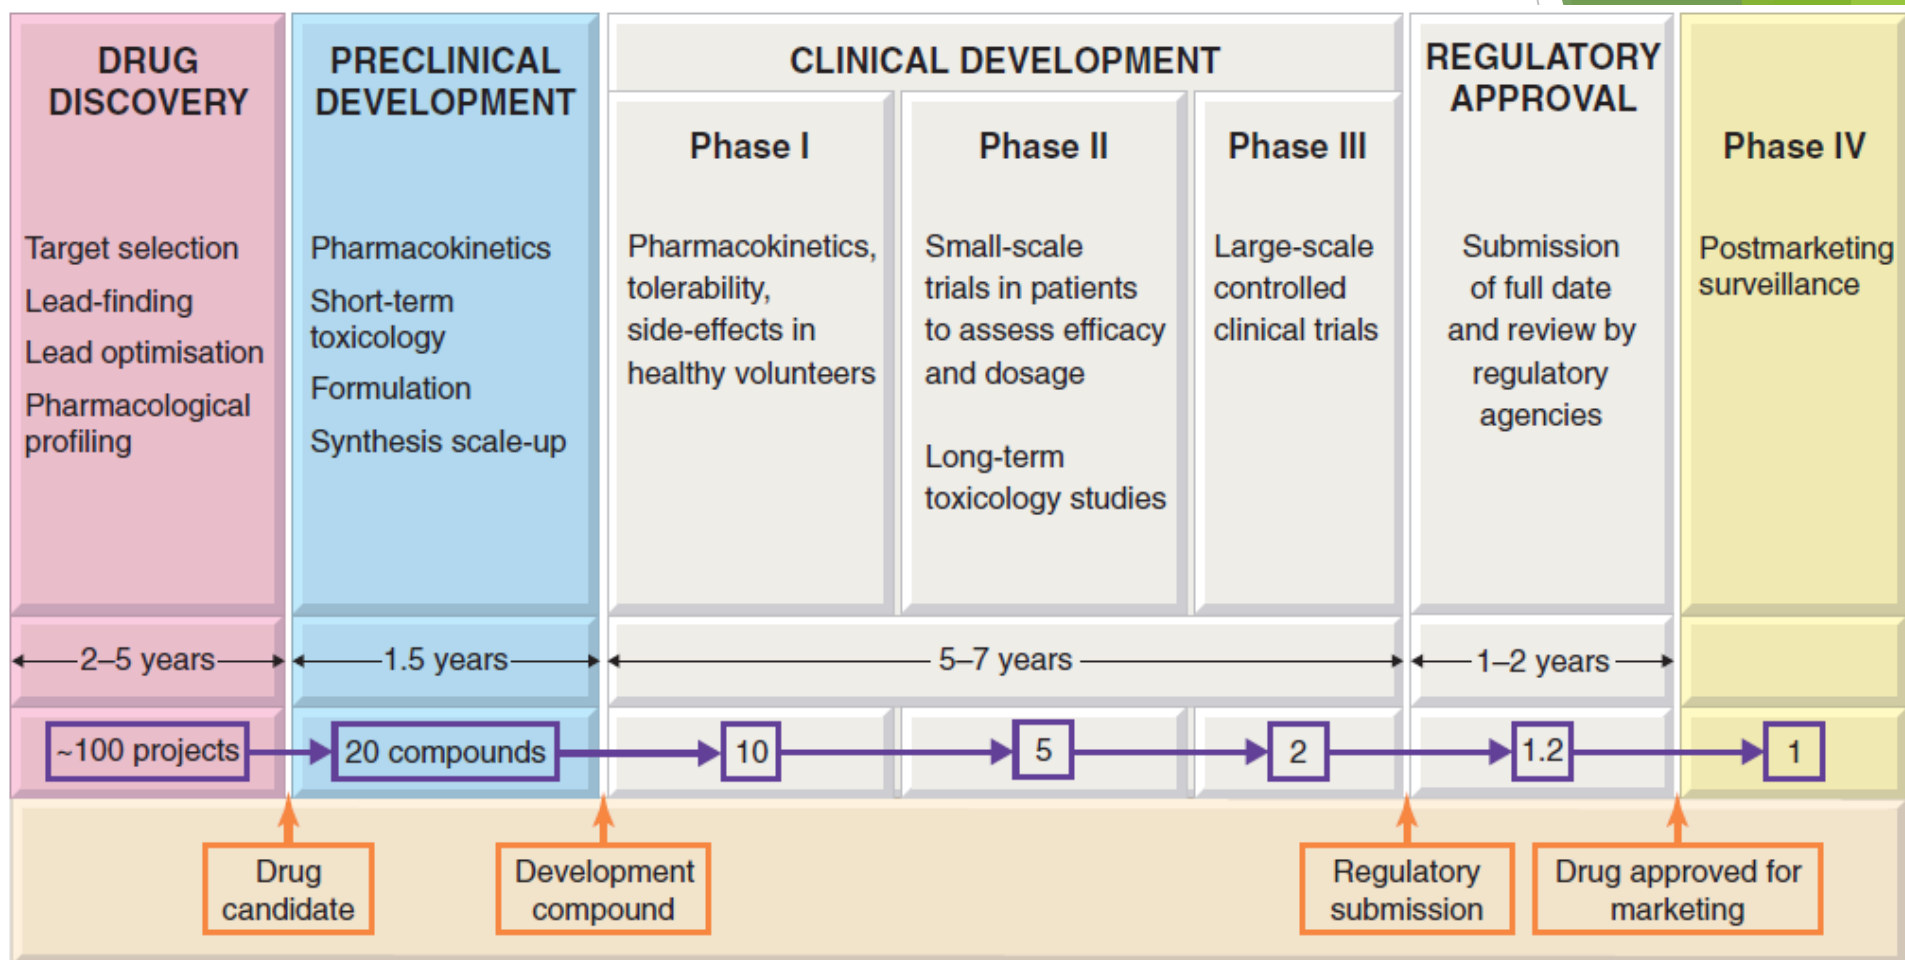 DRUG
DISCOVERY
Target selection
Lead-finding
Lead optimisation
Pharmacological
profiling
2–5 years
~100 projects
PRECLINICAL
DEVELOPMENT
Pharmacokinetics
Short-term
toxicology
Formulation
Synthesis scale-up
1.5 years
20 compounds
CLINICAL DEVELOPMENT
Phase I
Pharmacokinetics,
tolerability,
side-effects in
healthy volunteers
Phase II
Small-scale
trials in patients
to assess efficacy
and dosage
Long-term
toxicology studies
Phase III
Large-scale
controlled
clinical trials
5–7 years
10
5
2
REGULATORY
APPROVAL
Submission
of full date
and review by
regulatory
agencies
1–2 years
1.2
Phase IV
Postmarketing
surveillance
1
Drug
candidate
Development
compound
Regulatory
submission
Drug approved for
marketing